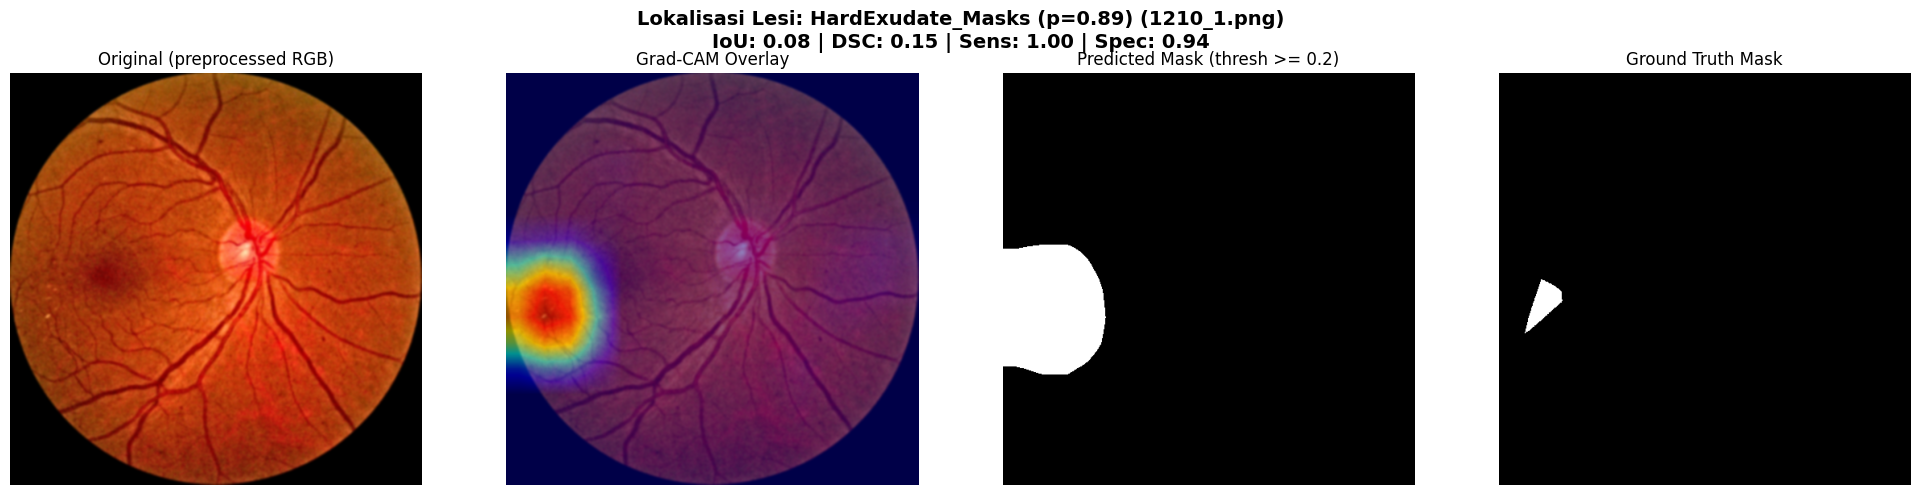 Lokalisasi Lesi: HardExudate_Masks (p=0.89) (1210_1.png)
IoU: 0.08 | DSC: 0.15 | Sens: 1.00 | Spec: 0.94
Original (preprocessed RGB)
Grad-CAM Overlay
Predicted Mask (thresh >= 0.2)
Ground Truth Mask